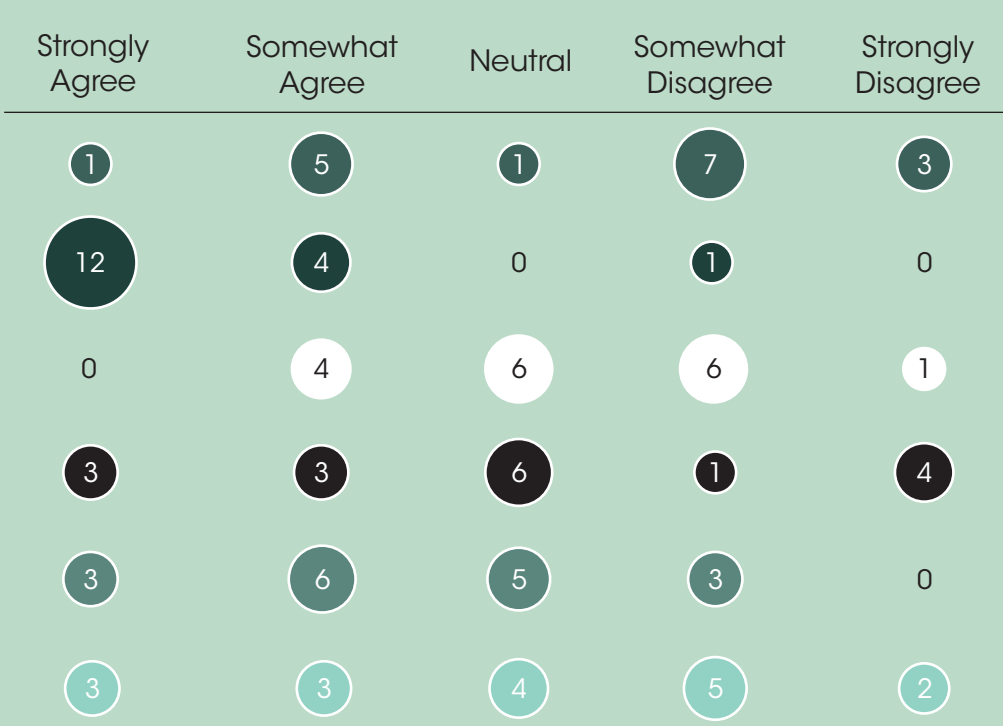 Strongly Agree Somewhat Agree Neutral Somewhat Disagree Strongly Disagree
1 5 1 7 3
12 4 0 1 0
0 4 6 6 1
3 3 6 1 4
3 6 5 3 0
3 3 4 5 2